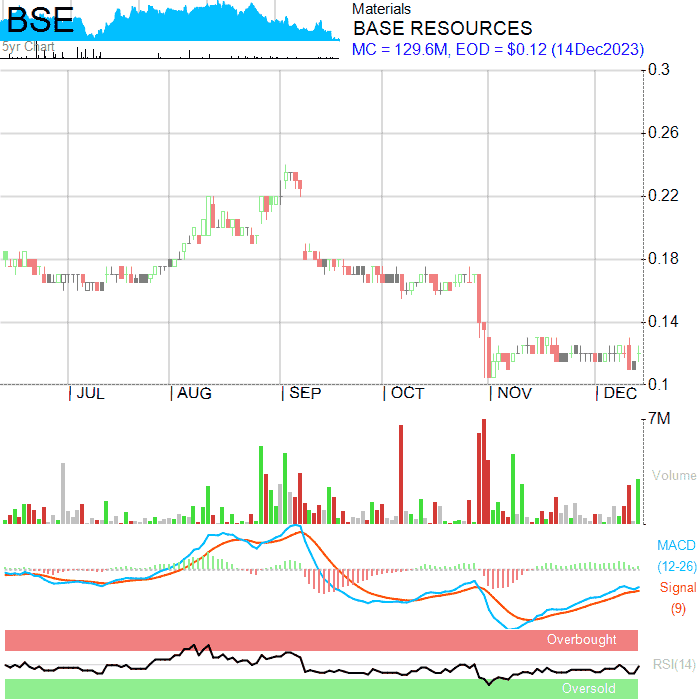 BSE
5yr Chart
Materials
BASE RESOURCES
MC = 129.6M, EOD = $0.12 (14Dec2023)
0.3
0.26
0.22
0.18
0.14
0.1
JUL AUG SEP OCT NOV DEC
7M
Volume
MACD
(12-26)
Signal
(9)
Overbought
RSI(14)
Oversold